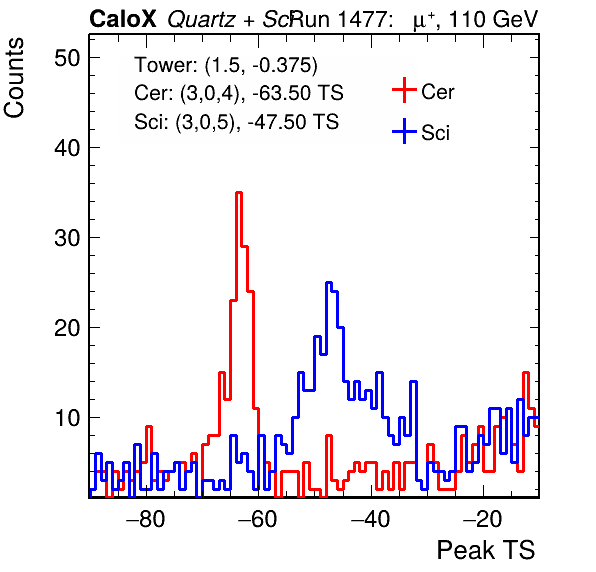 CaloX Quartz + Sci Run 1477: μ+, 110 GeV
Counts
Tower: (1.5, -0.375)
Cer: (3,0,4), -63.50 TS
Sci: (3,0,5), -47.50 TS
Cer
Sci
50
40
30
20
10
−80 −60 −40 −20
Peak TS